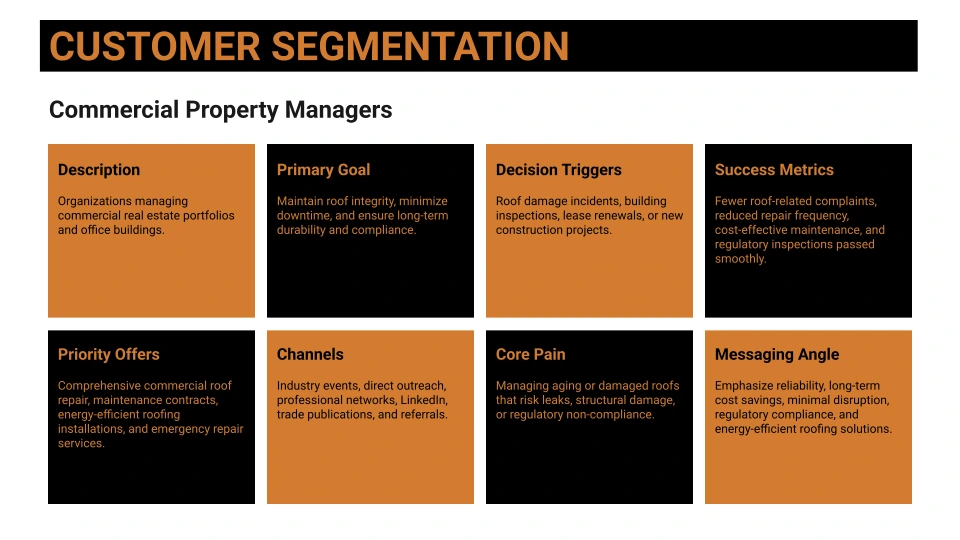 CUSTOMER SEGMENTATION
Commercial Property Managers
Description
Organizations managing
commercial real estate portfolios
and office buildings.
Primary Goal
Maintain roof integrity, minimize
downtime, and ensure long-term
durability and compliance.
Decision Triggers
Roof damage incidents, building
inspections, lease renewals, or new
construction projects.
Success Metrics
Fewer roof-related complaints,
reduced repair frequency,
cost-effective maintenance, and
regulatory inspections passed
smoothly.
Priority Offers
Comprehensive commercial roof
repair, maintenance contracts,
energy-efficient roofing
installations, and emergency repair
services.
Channels
Industry events, direct outreach,
professional networks, LinkedIn,
trade publications, and referrals.
Core Pain
Managing aging or damaged roofs
that risk leaks, structural damage,
or regulatory non-compliance.
Messaging Angle
Emphasize reliability, long-term
cost savings, minimal disruption,
regulatory compliance, and
energy-efficient roofing solutions.